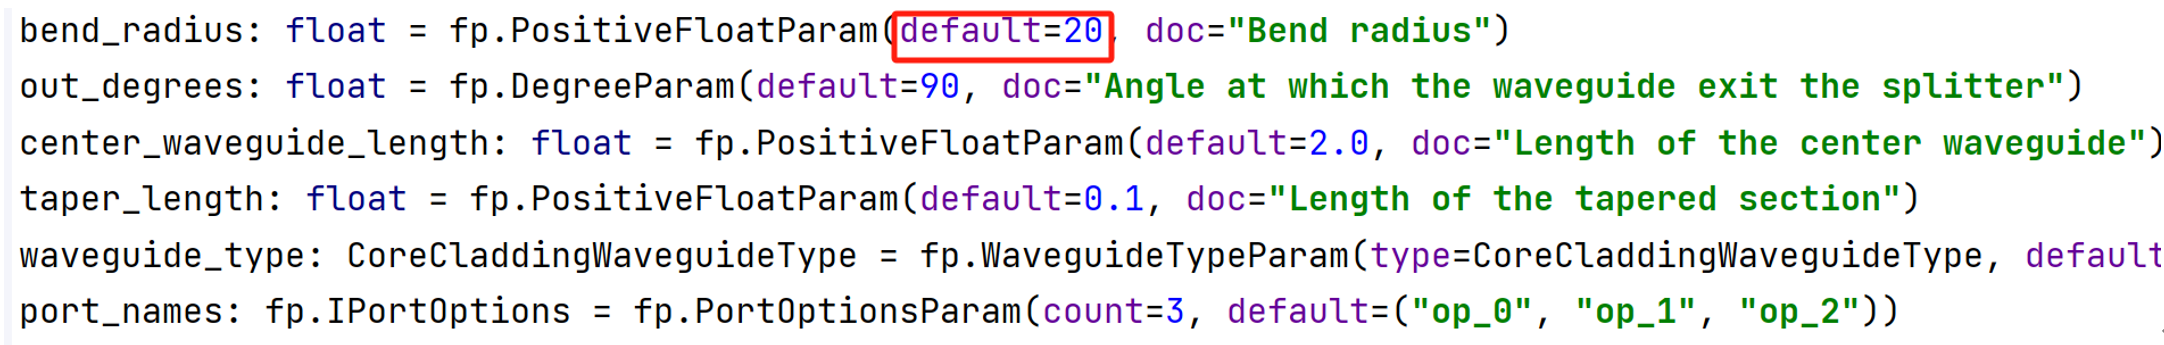 bend_radius: float = fp.PositiveFloatParam(default=20, doc="Bend radius")
out_degrees: float = fp.DegreeParam(default=90, doc="Angle at which the waveguide exit the splitter")
center_waveguide_length: float = fp.PositiveFloatParam(default=2.0, doc="Length of the center waveguide")
taper_length: float = fp.PositiveFloatParam(default=0.1, doc="Length of the tapered section")
waveguide_type: CoreCladdingWaveguideType = fp.WaveguideTypeParam(type=CoreCladdingWaveguideType, default
port_names: fp.IPortOptions = fp.PortOptionsParam(count=3, default=("op_0", "op_1", "op_2"))